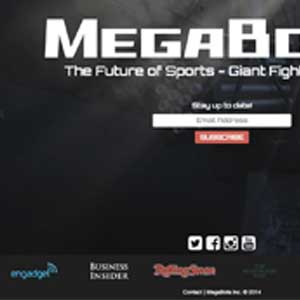 MEGABO
The Future of Sports - Giant Figh
Stay up to date!
Email Address
SUBSCRIBE
engadget
BUSINESS
INSIDER
RollingStone
Contact | MegaBots Inc. © 2014